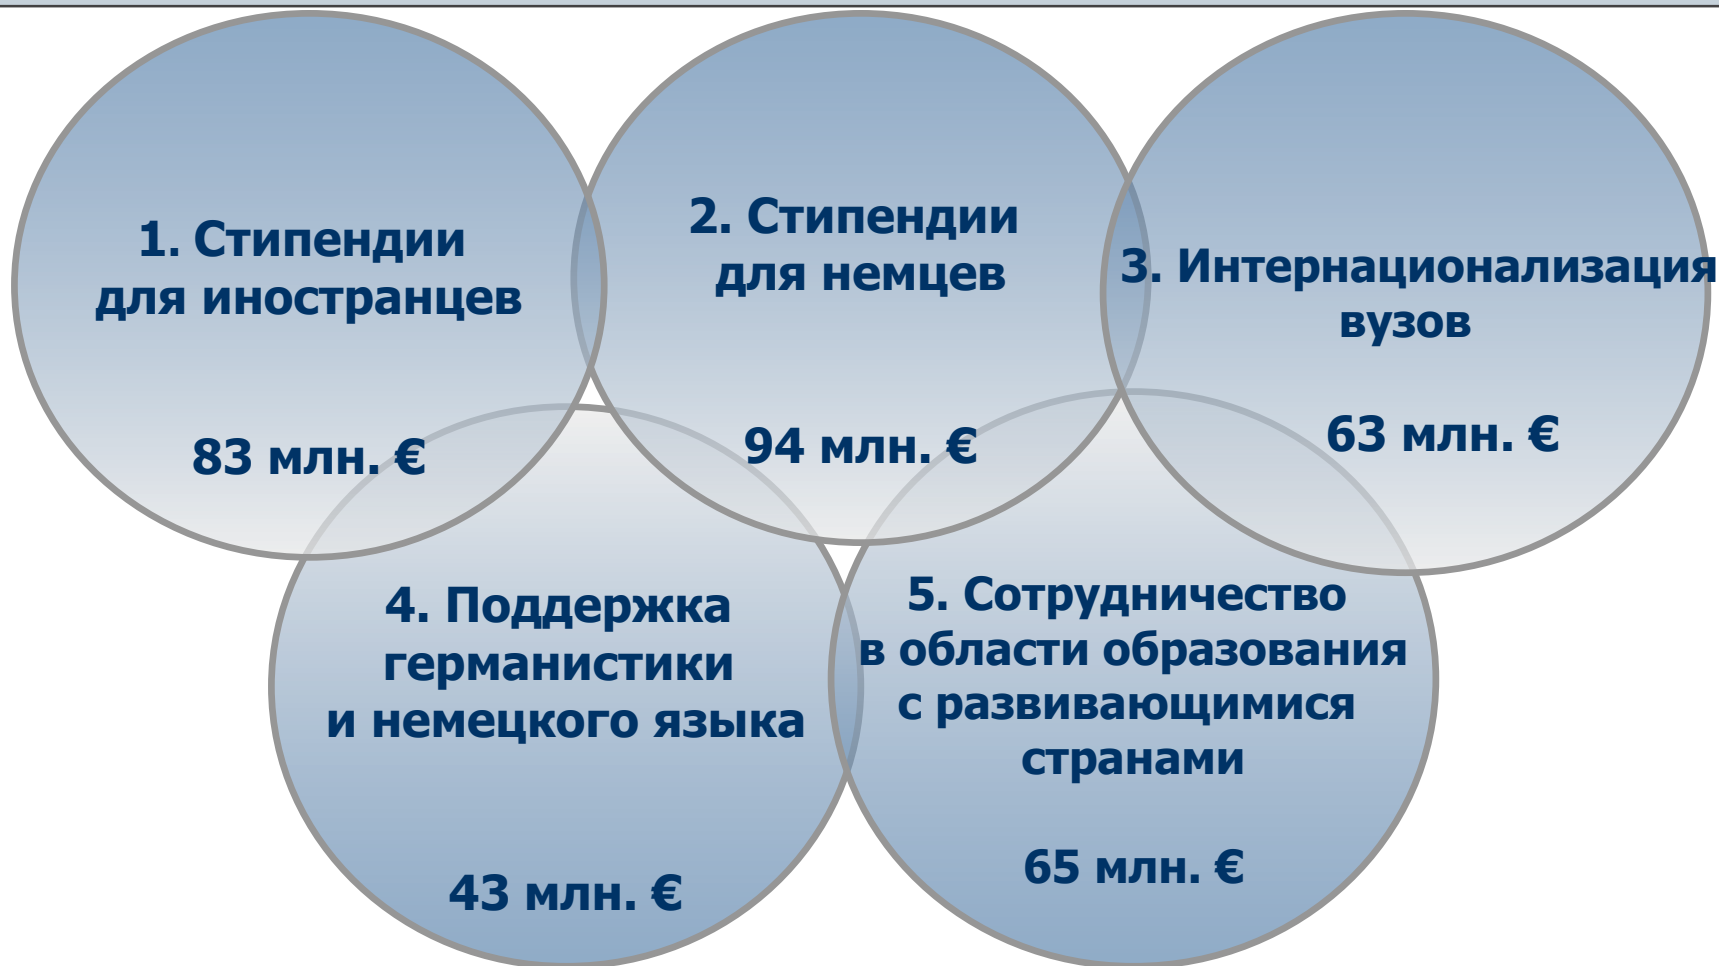 1. Стипендии
для иностранцев
83 млн. €
2. Стипендии
для немцев
94 млн. €
3. Интернационализация
вузов
63 млн. €
4. Поддержка
германистики
и немецкого языка
43 млн. €
5. Сотрудничество
в области образования
с развивающимися
странами
65 млн. €